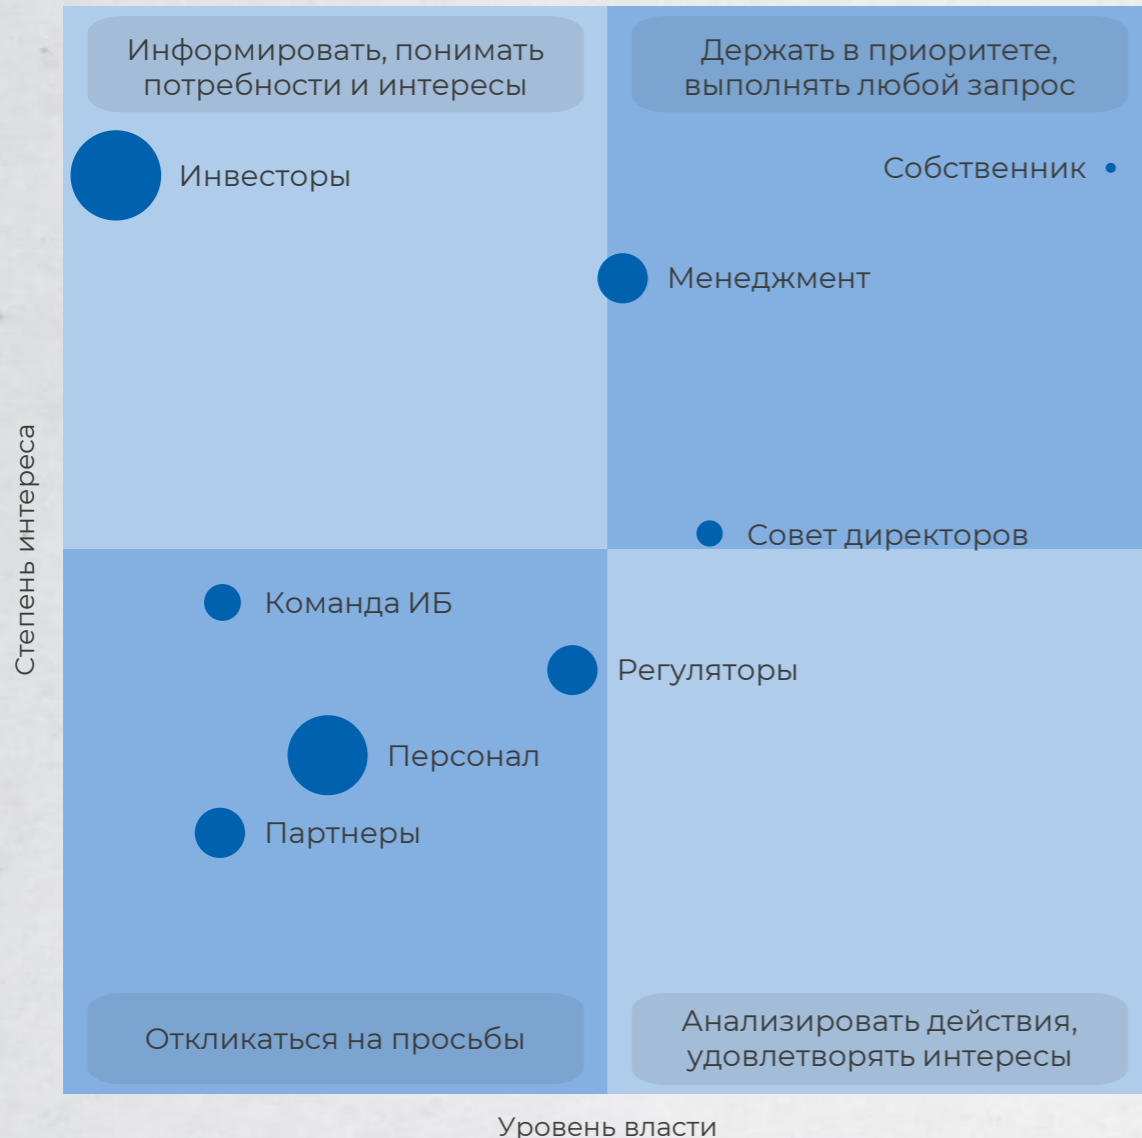 Информировать, понимать
потребности и интересы
Держать в приоритете,
выполнять любой запрос
Инвесторы
Собственник
Менеджмент
Степень интереса
Совет директоров
Команда ИБ
Регуляторы
Персонал
Партнеры
Откликаться на просьбы
Анализировать действия,
удовлетворять интересы
Уровень власти